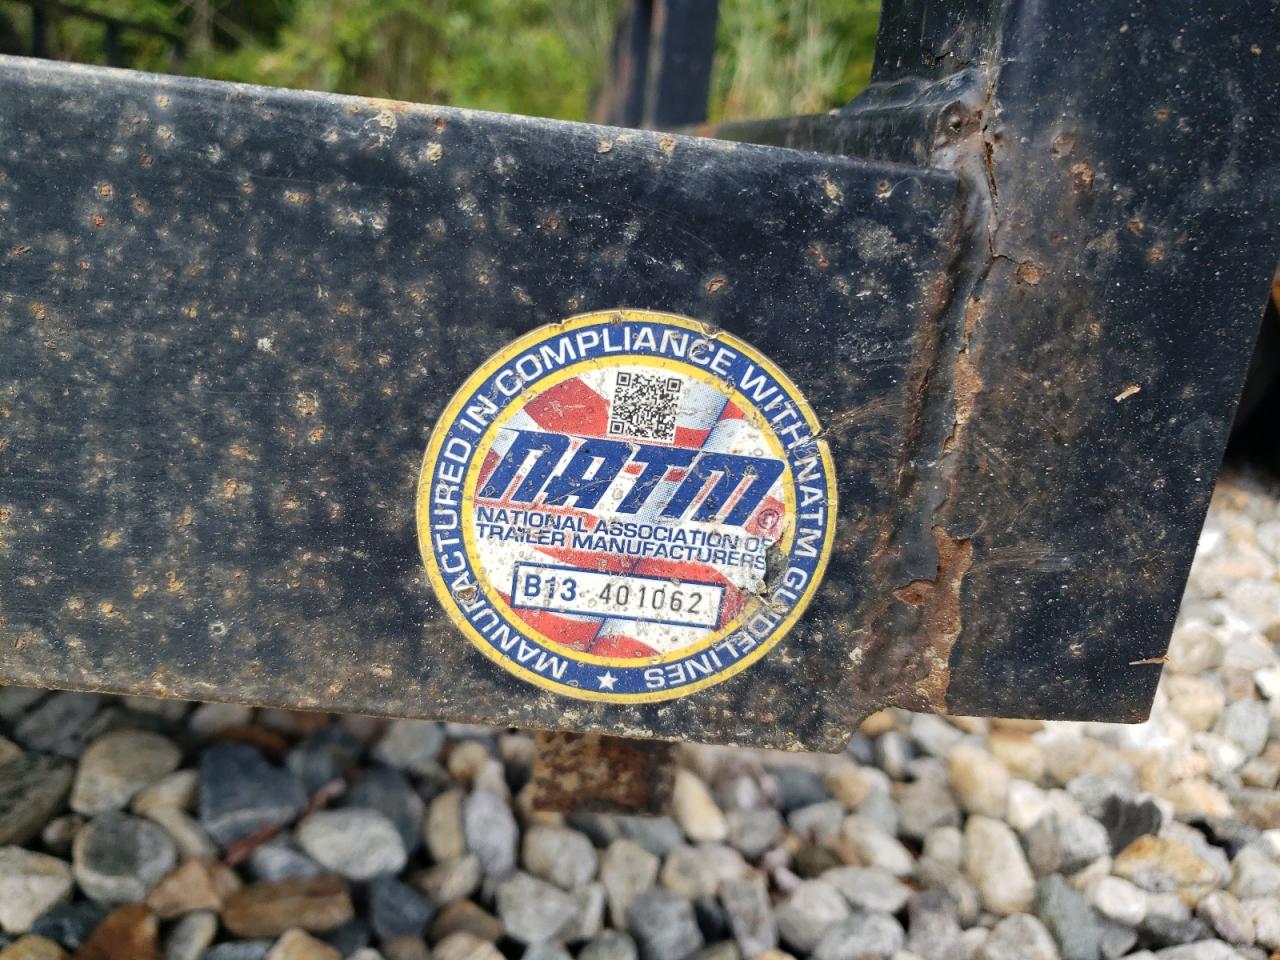 MANUFACTURED IN COMPLIANCE WITH NATM GUIDELINES
NATM©
NATIONAL ASSOCIATION OF
TRAILER MANUFACTURERS
B13 401062